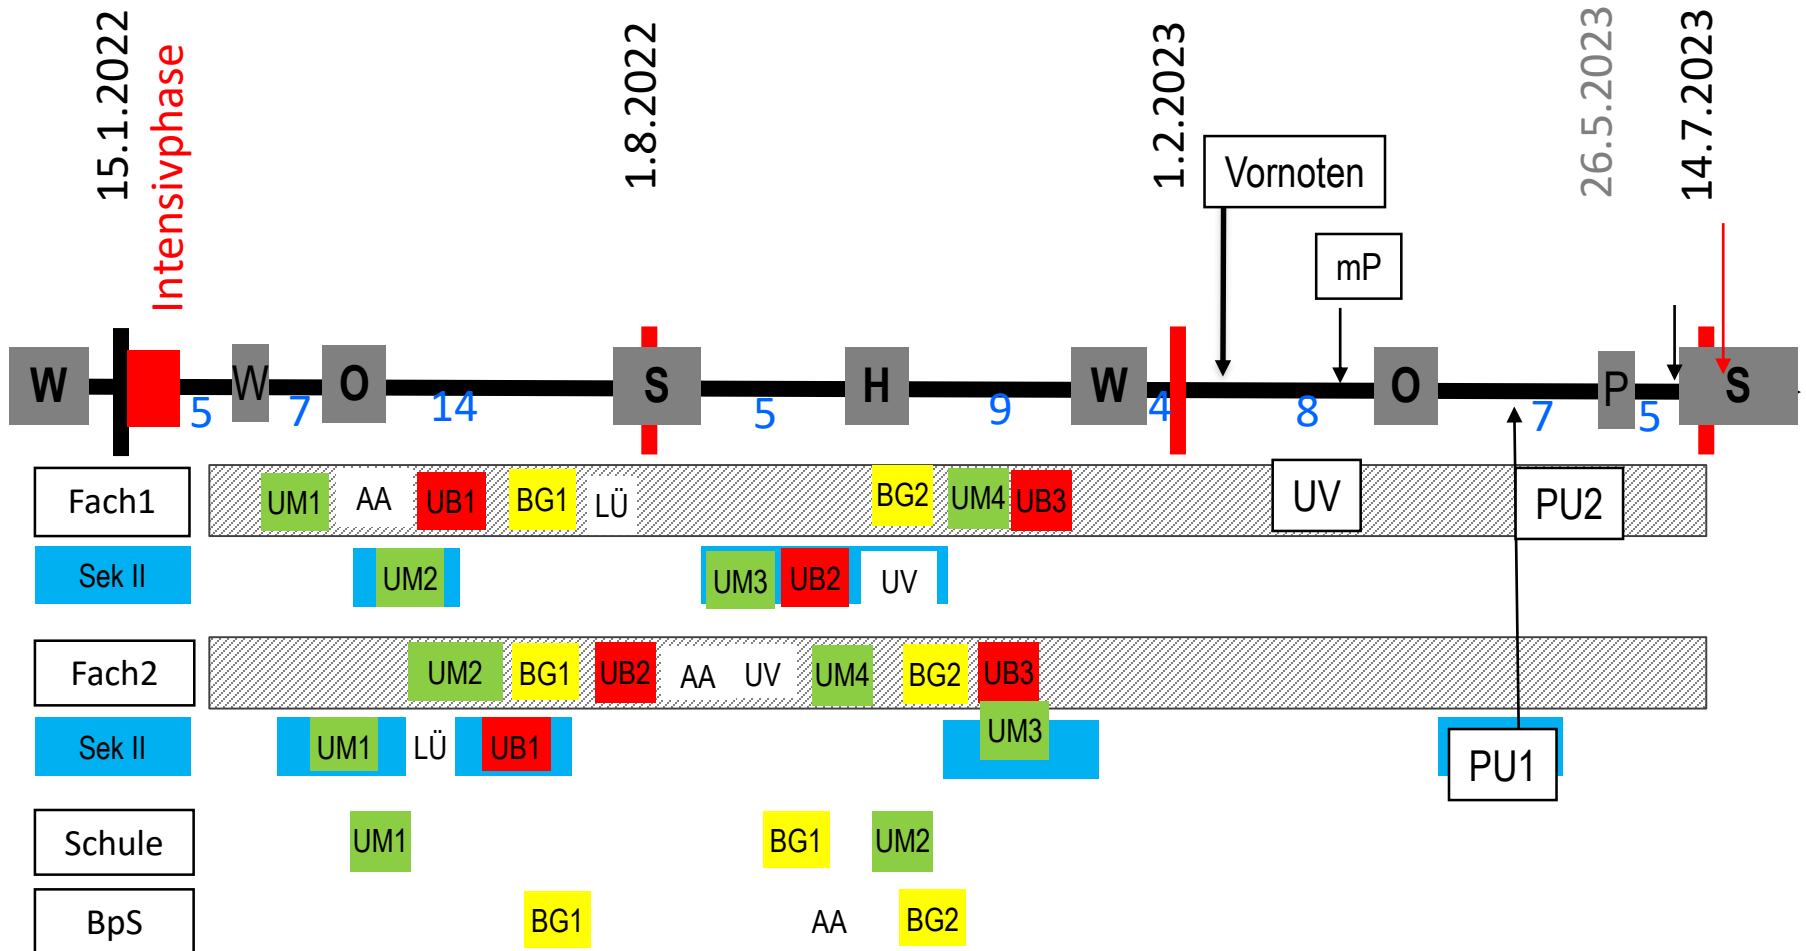 15.1.2022
Intensivphase
1.8.2022
1.2.2023
26.5.2023
14.7.2023
Vornoten
mP
W W O S H W O P S
5 7 14 5 9 4 8 7 5
Fach1 UM1 AA UB1 BG1 LÜ BG2 UM4 UB3 UV PU2
Sek II UM2 UM3 UB2 UV
Fach2 UM2 BG1 UB2 AA UV UM4 BG2 UB3
Sek II UM1 LÜ UB1 UM3 PU1
Schule UM1 BG1 UM2
BpS BG1 AA BG2